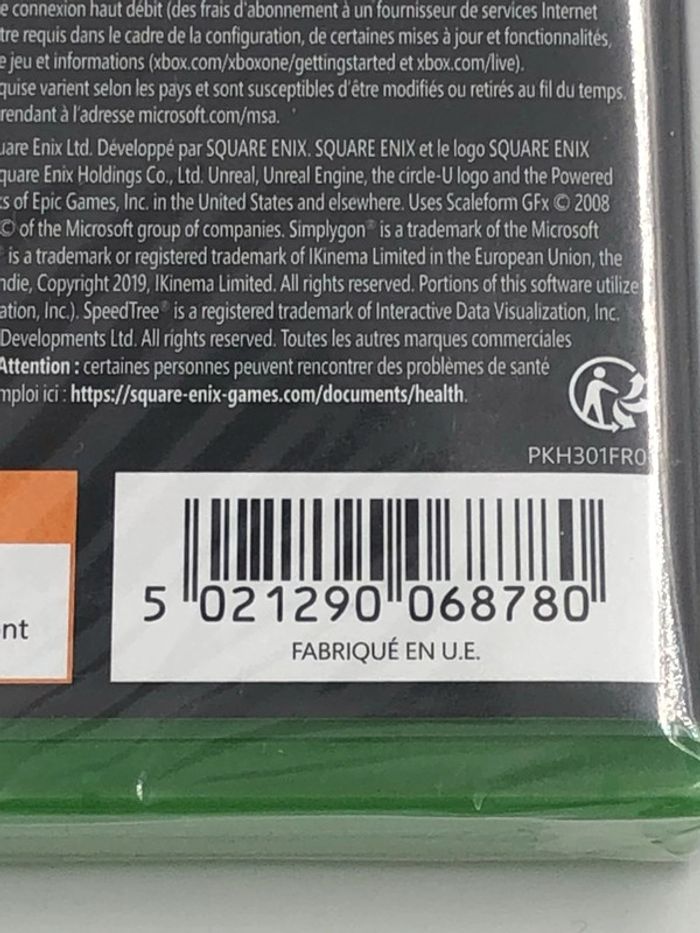 e connexion haut débit (des frais d'abonnement à un fournisseur de services Internet
tre requis dans le cadre de la configuration, de certaines mises à jour et fonctionnalités,
e jeu et informations (xbox.com/xboxone/gettingstarted et xbox.com/live).
quise varient selon les pays et sont susceptibles d'être modifiés ou retirés au fil du temps.
rendant à l'adresse microsoft.com/msa.
uare Enix Ltd. Développé par SQUARE ENIX. SQUARE ENIX et le logo SQUARE ENIX
quare Enix Holdings Co., Ltd. Unreal, Unreal Engine, the circle-U logo and the Powered
ks of Epic Games, Inc. in the United States and elsewhere. Uses Scaleform GFx © 2008
© of the Microsoft group of companies. Simplygon® is a trademark of the Microsoft
is a trademark or registered trademark of IKinema Limited in the European Union, the
ndie, Copyright 2019, IKinema Limited. All rights reserved. Portions of this software utilize
ation, Inc.). SpeedTree® is a registered trademark of Interactive Data Visualization, Inc.
Developments Ltd. All rights reserved. Toutes les autres marques commerciales
Attention : certaines personnes peuvent rencontrer des problèmes de santé
mploi ici : https://square-enix-games.com/documents/health.
PKH301FR0
nt
5 021290 068780
FABRIQUÉ EN U.E.